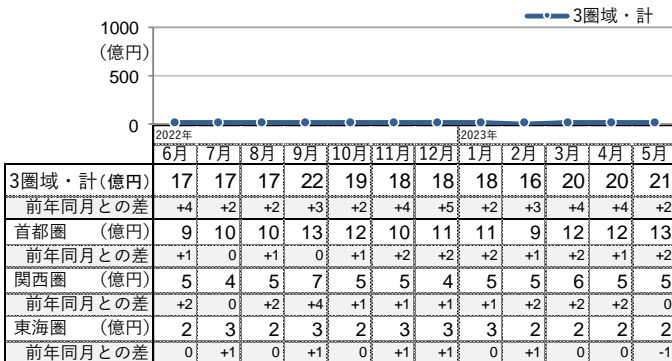 3圏域・計
1000
(億円)
500
0
2022年 2023年
6月 7月 8月 9月 10月 11月 12月 1月 2月 3月 4月 5月
3圏域・計(億円) 17 17 17 22 19 18 18 18 16 20 20 21
前年同月との差 +4 +2 +2 +3 +2 +4 +5 +2 +3 +4 +4 +2
首都圏 (億円) 9 10 10 13 12 10 11 11 9 12 12 13
前年同月との差 +1 0 +1 0 +1 +2 +2 +2 +1 +2 +1 +2
関西圏 (億円) 5 4 5 7 5 5 4 5 5 6 5 5
前年同月との差 +2 0 +2 +4 +1 +1 +1 +1 +2 +2 +2 0
東海圏 (億円) 2 3 2 3 2 3 3 3 2 2 2 2
前年同月との差 0 +1 0 +1 0 +1 +1 0 +1 0 0 -1